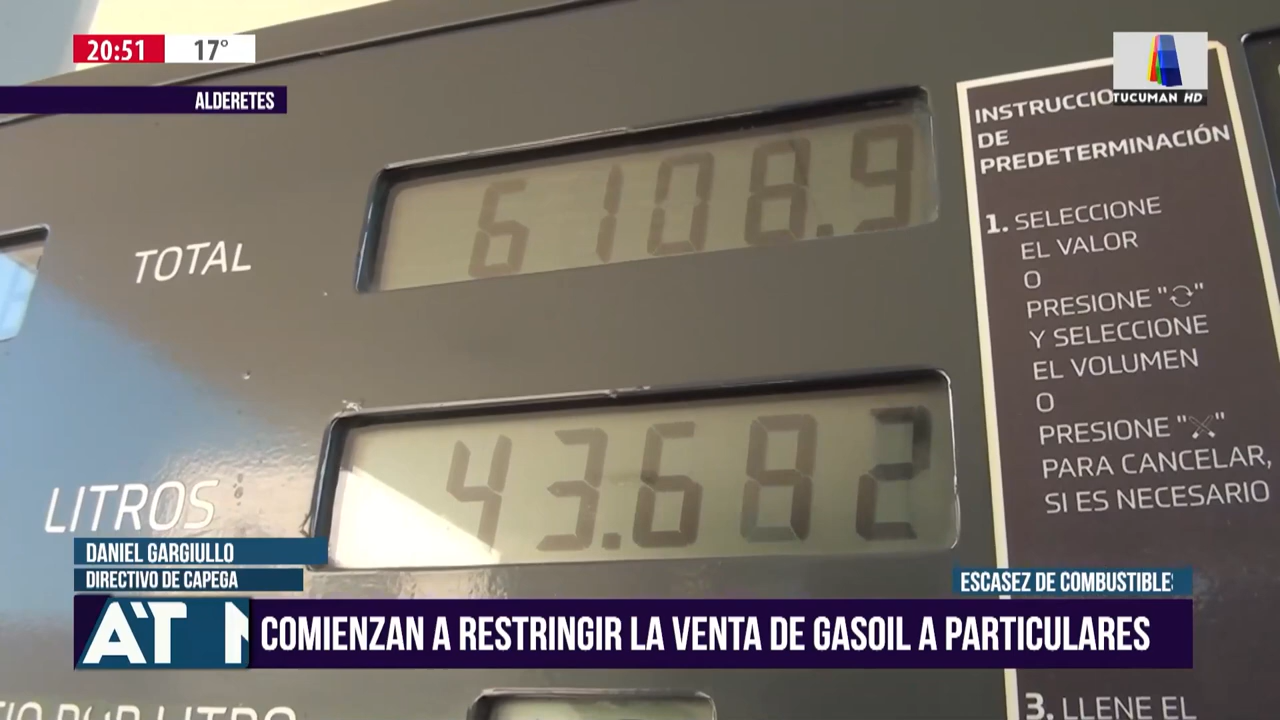 20:51 17°
ALDERETES
TUCUMAN HD
TOTAL
6108.9
LITROS
43.682
INSTRUCCIO
DE
PREDETERMINACIÓN
1. SELECCIONE
EL VALOR
O
PRESIONE ""
Y SELECCIONE
EL VOLUMEN
O
PRESIONE ""
PARA CANCELAR,
SI ES NECESARIO
3. LLENE EL
DANIEL GARGIULLO
DIRECTIVO DE CAPEGA
ESCASEZ DE COMBUSTIBLE
COMIENZAN A RESTRINGIR LA VENTA DE GASOIL A PARTICULARES